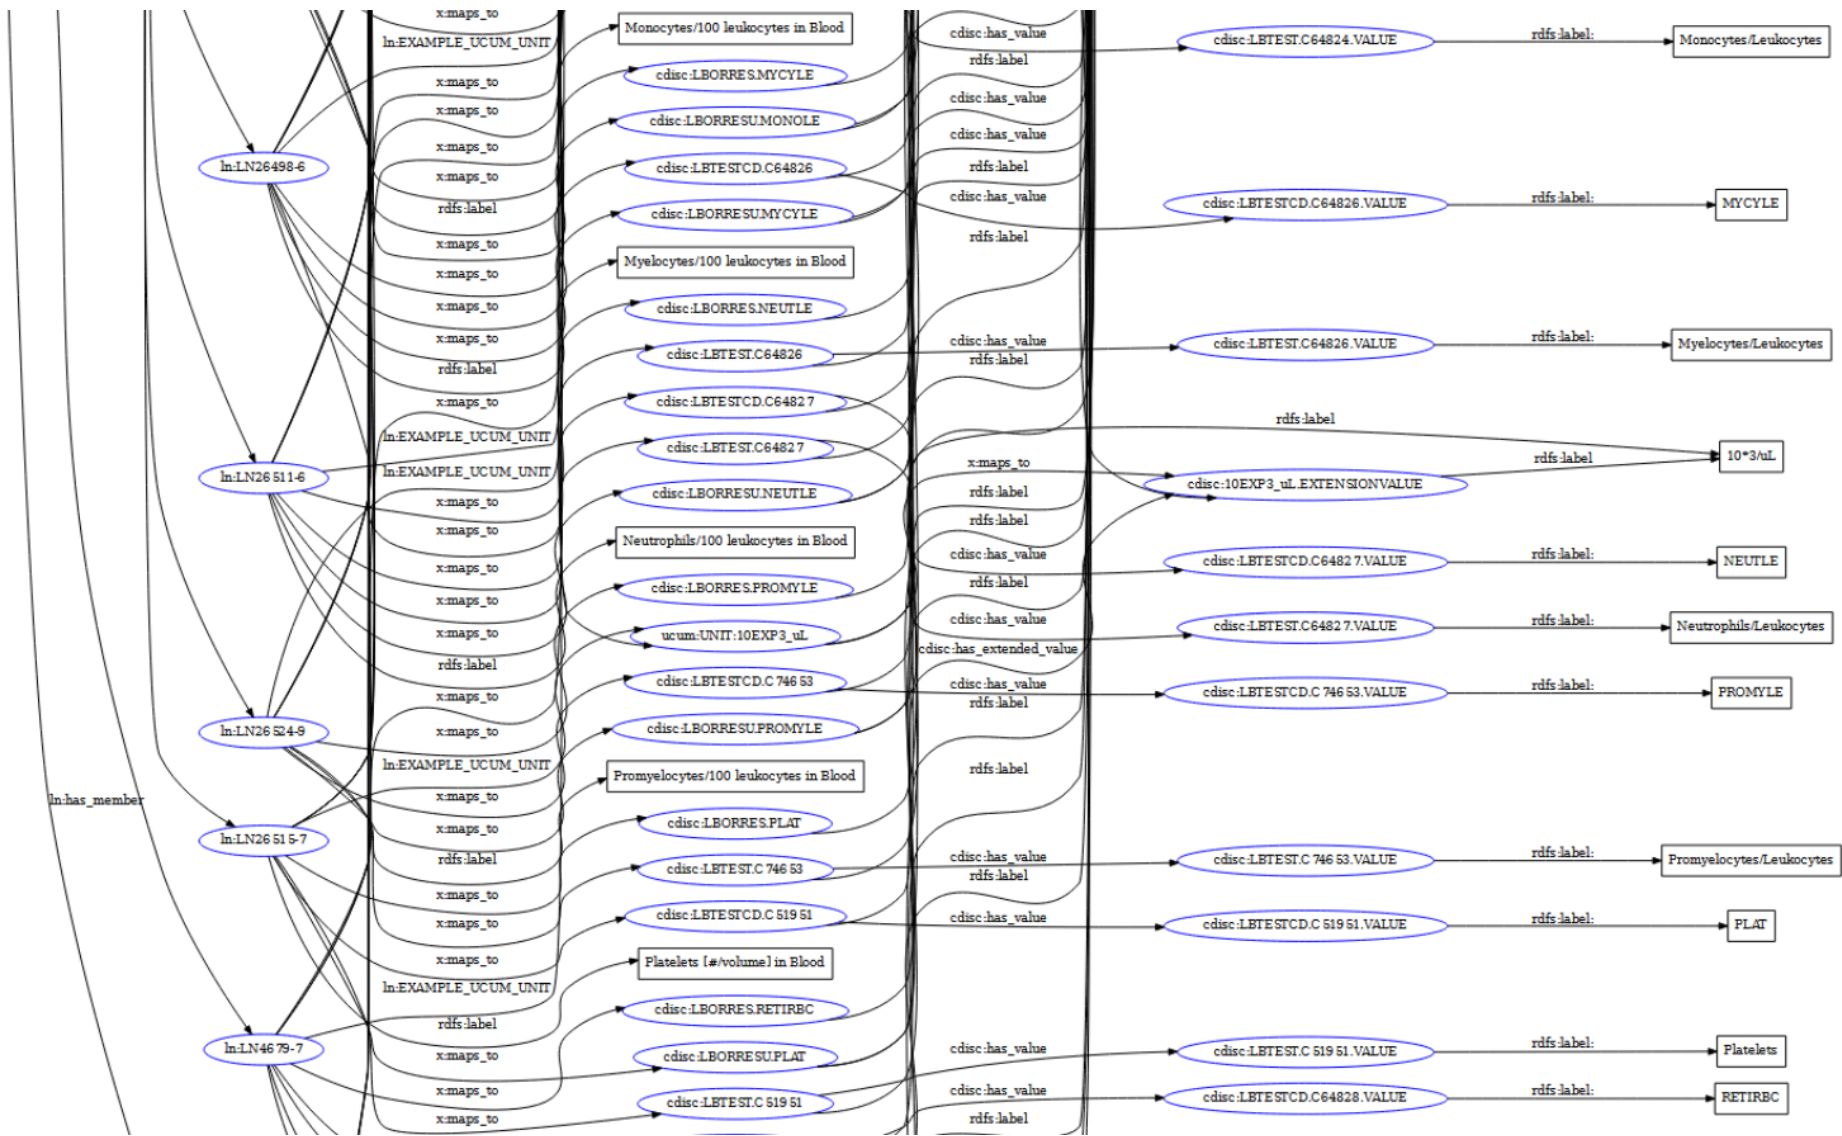 x:maps_to
ln:EXAMPLE_UCUM_UNIT
x:maps_to
x:maps_to
x:maps_to
x:maps_to
rdfs:label
x:maps_to
x:maps_to
x:maps_to
x:maps_to
rdfs:label
x:maps_to
ln:EXAMPLE_UCUM_UNIT
ln:EXAMPLE_UCUM_UNIT
x:maps_to
x:maps_to
x:maps_to
x:maps_to
x:maps_to
rdfs:label
x:maps_to
x:maps_to
ln:EXAMPLE_UCUM_UNIT
x:maps_to
x:maps_to
rdfs:label
x:maps_to
x:maps_to
x:maps_to
ln:EXAMPLE_UCUM_UNIT
rdfs:label
x:maps_to
x:maps_to
x:maps_to
ln:LN26498-6
ln:LN26511-6
ln:LN26524-9
ln:has_member
ln:LN26515-7
ln:LN4679-7
Monocytes/100 leukocytes in Blood
cdisc:LBORRES.MYCYLE
cdisc:LBORRESU.MONOLE
cdisc:LBTESTCD.C64826
cdisc:LBORRESU.MYCYLE
Myelocytes/100 leukocytes in Blood
cdisc:LBORRES.NEUTLE
cdisc:LBTEST.C64826
cdisc:LBTESTCD.C64827
cdisc:LBTEST.C64827
cdisc:LBORRESU.NEUTLE
Neutrophils/100 leukocytes in Blood
cdisc:LBORRES.PROMYLE
ucum:UNIT:10EXP3_uL
cdisc:LBTESTCD.C74653
cdisc:LBORRESU.PROMYLE
Promyelocytes/100 leukocytes in Blood
cdisc:LBORRES.PLAT
cdisc:LBTEST.C74653
cdisc:LBTESTCD.C51951
Platelets [#/volume] in Blood
cdisc:LBORRES.RETIRBC
cdisc:LBORRESU.PLAT
cdisc:LBTEST.C51951
cdisc:has_value
rdfs:label
cdisc:has_value
cdisc:has_value
rdfs:label
cdisc:has_value
rdfs:label
cdisc:has_value
rdfs:label
x:maps_to
rdfs:label
rdfs:label
cdisc:has_value
rdfs:label
cdisc:has_value
cdisc:has_extended_value
cdisc:has_value
rdfs:label
rdfs:label
cdisc:has_value
rdfs:label
cdisc:has_value
cdisc:has_value
cdisc:has_value
rdfs:label
cdisc:LBTEST.C64824.VALUE
rdfs:label:
Monocytes/Leukocytes
cdisc:LBTESTCD.C64826.VALUE
rdfs:label:
MYCYLE
cdisc:LBTEST.C64826.VALUE
rdfs:label:
Myelocytes/Leukocytes
rdfs:label
cdisc:10EXP3_uL.EXTENSIONVALUE
rdfs:label
10*3/uL
cdisc:LBTESTCD.C64827.VALUE
rdfs:label:
NEUTLE
cdisc:LBTEST.C64827.VALUE
rdfs:label:
Neutrophils/Leukocytes
cdisc:LBTESTCD.C74653.VALUE
rdfs:label:
PROMYLE
cdisc:LBTEST.C74653.VALUE
rdfs:label:
Promyelocytes/Leukocytes
cdisc:LBTESTCD.C51951.VALUE
rdfs:label:
PLAT
cdisc:LBTEST.C51951.VALUE
rdfs:label:
Platelets
cdisc:LBTESTCD.C64828.VALUE
rdfs:label:
RETIRBC